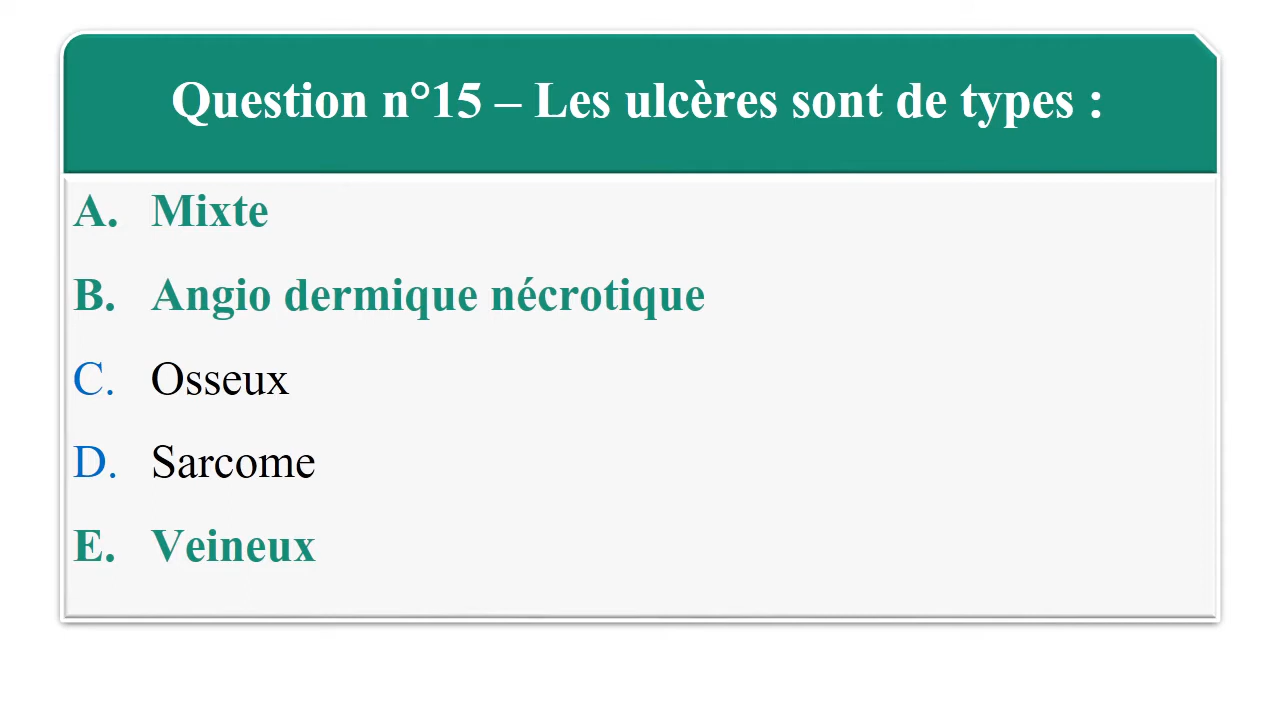 Question n°15 – Les ulcères sont de types :
A. Mixte
B. Angio dermique nécrotique
C. Osseux
D. Sarcome
E. Veineux